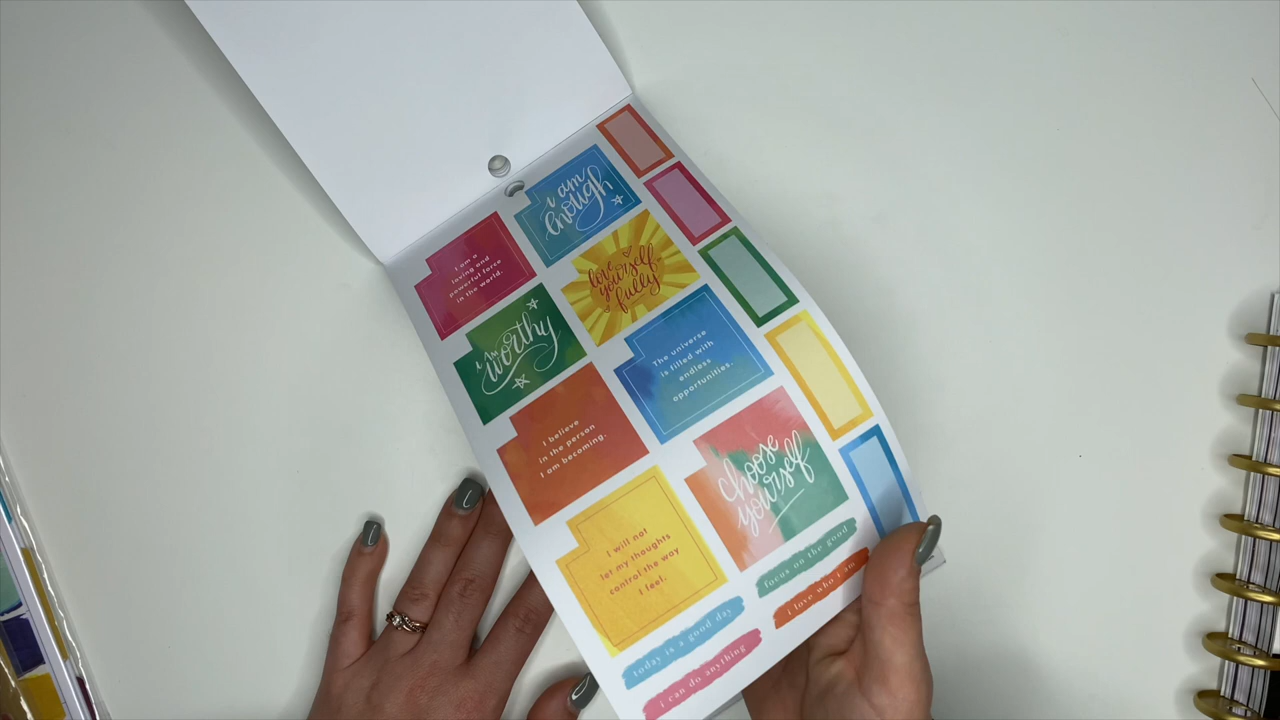 I am a
loving and
powerful force
in the world.
i am
enough
i AM
worthy
love
yourself
fully
I believe
in the person
I am becoming.
The universe
is filled with
endless
opportunities.
I will not
let my thoughts
control the way
I feel.
choose
yourself
focus on the good
i love who i am
today is a good day
i can do anything